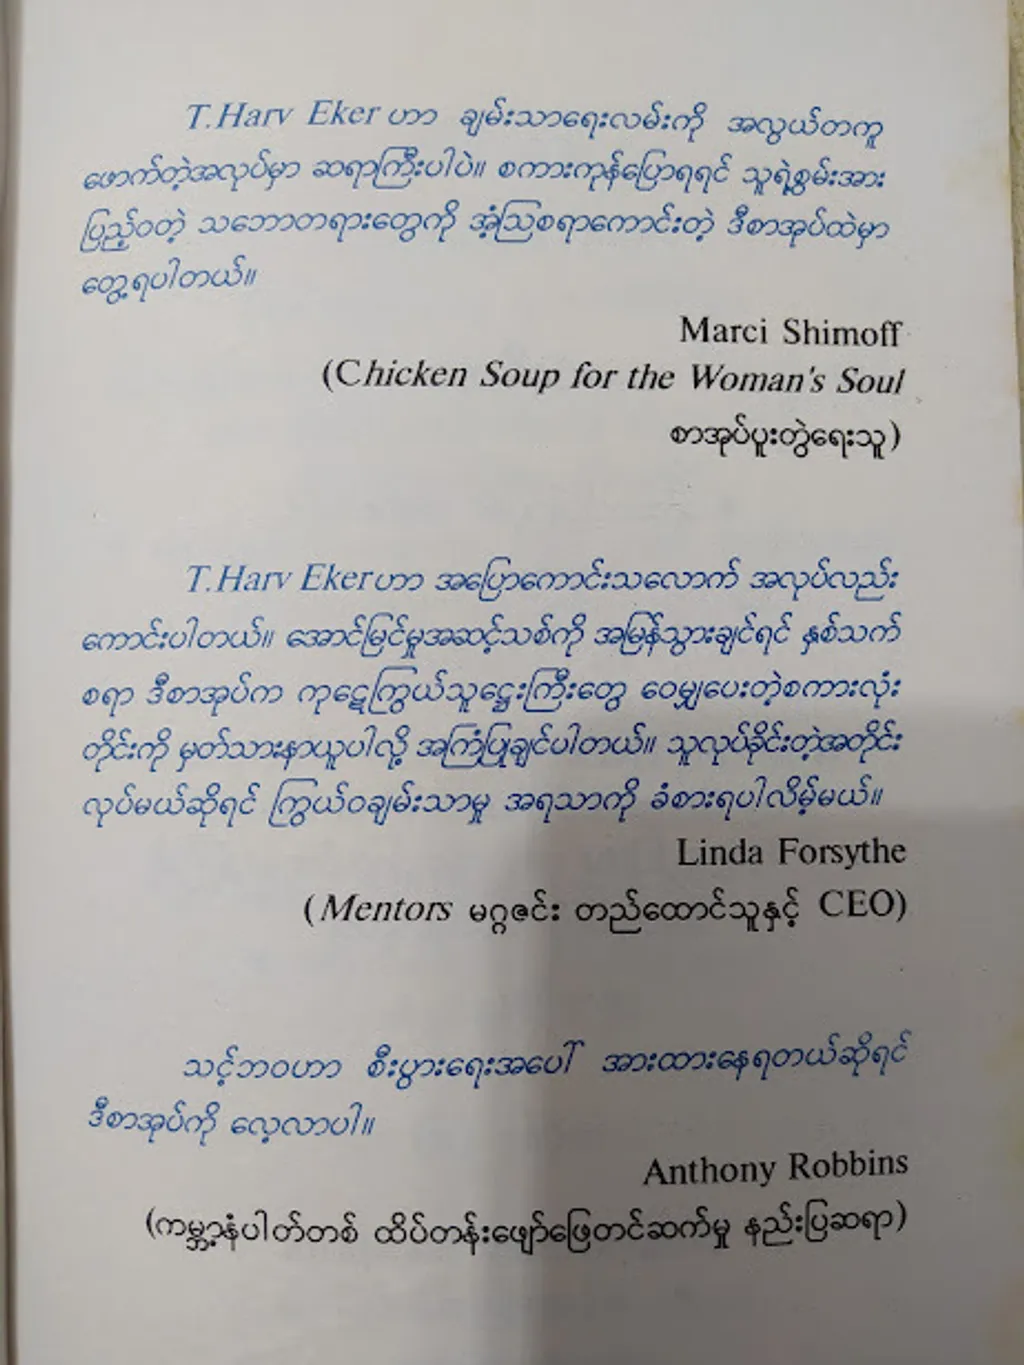 T.Harv Eker ဟာ ချမ်းသာရေးလမ်းကို အလွယ်တကူ
ဖောက်တဲ့အလုပ်မှာ ဆရာကြီးပါပဲ။ စကားကုန်ပြောရရင် သူရဲ့စွမ်းအား
ပြည့်ဝတဲ့ သဘောတရားတွေကို အံ့ဩစရာကောင်းတဲ့ ဒီစာအုပ်ထဲမှာ
တွေ့ရပါတယ်။
Marci Shimoff
(Chicken Soup for the Woman's Soul
စာအုပ်ပူးတွဲရေးသူ)
T.Harv Eker ဟာ အပြောကောင်းသလောက် အလုပ်လည်း
ကောင်းပါတယ်။ အောင်မြင်မှုအဆင့်သစ်ကို အမြန်သွားချင်ရင် နှစ်သက်
စရာ ဒီစာအုပ်က ကုဋေကြွယ်သူဌွေးကြီးတွေ ဝေမျှပေးတဲ့စကားလုံး
တိုင်းကို မှတ်သားနာယူပါလို့ အကြံပြုချင်ပါတယ်။ သူလုပ်ခိုင်းတဲ့အတိုင်း
လုပ်မယ်ဆိုရင် ကြွယ်ဝချမ်းသာမှု အရသာကို ခံစားရပါလိမ့်မယ်။
Linda Forsythe
(Mentors မဂ္ဂဇင်း တည်ထောင်သူနှင့် CEO)
သင့်ဘဝဟာ စီးပွားရေးအပေါ် အားထားနေရတယ်ဆိုရင်
ဒီစာအုပ်ကို လေ့လာပါ။
Anthony Robbins
(ကမ္ဘာ့နံပါတ်တစ် ထိပ်တန်းဖျော်ဖြေတင်ဆက်မှု နည်းပြဆရာ)